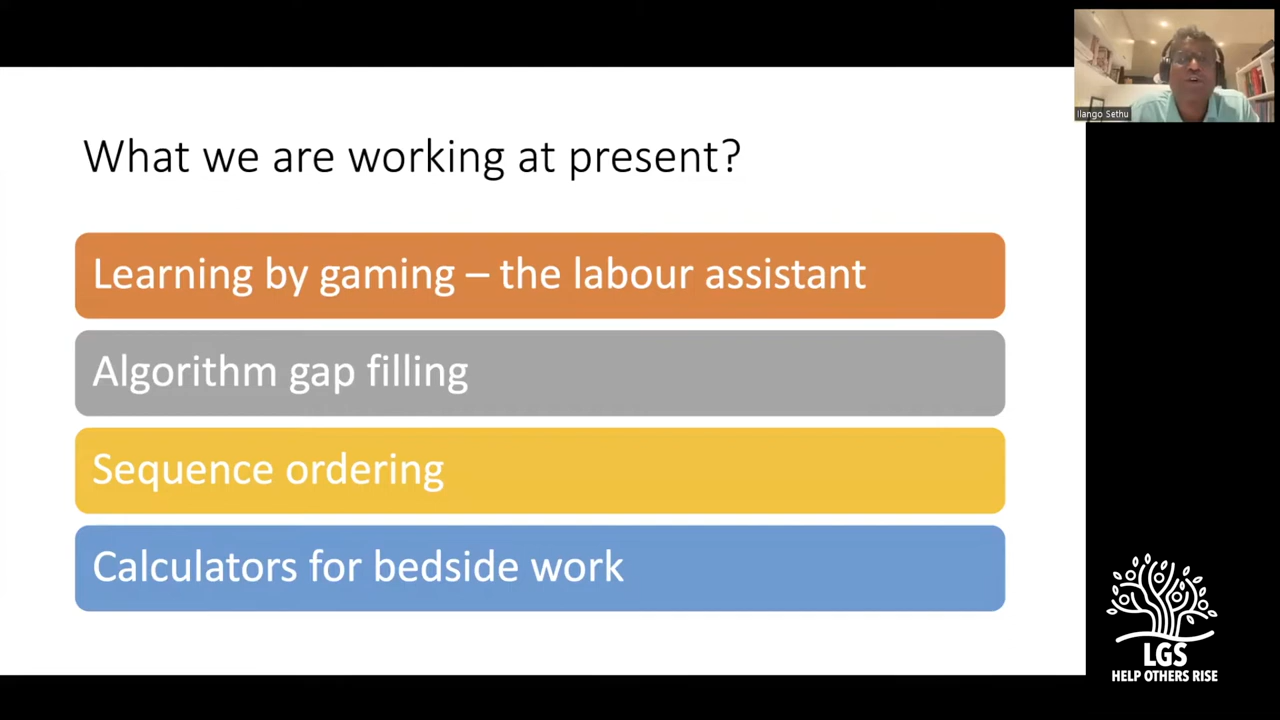 Ilango Sethu
What we are working at present?
Learning by gaming – the labour assistant
Algorithm gap filling
Sequence ordering
Calculators for bedside work
LGS
HELP OTHERS RISE